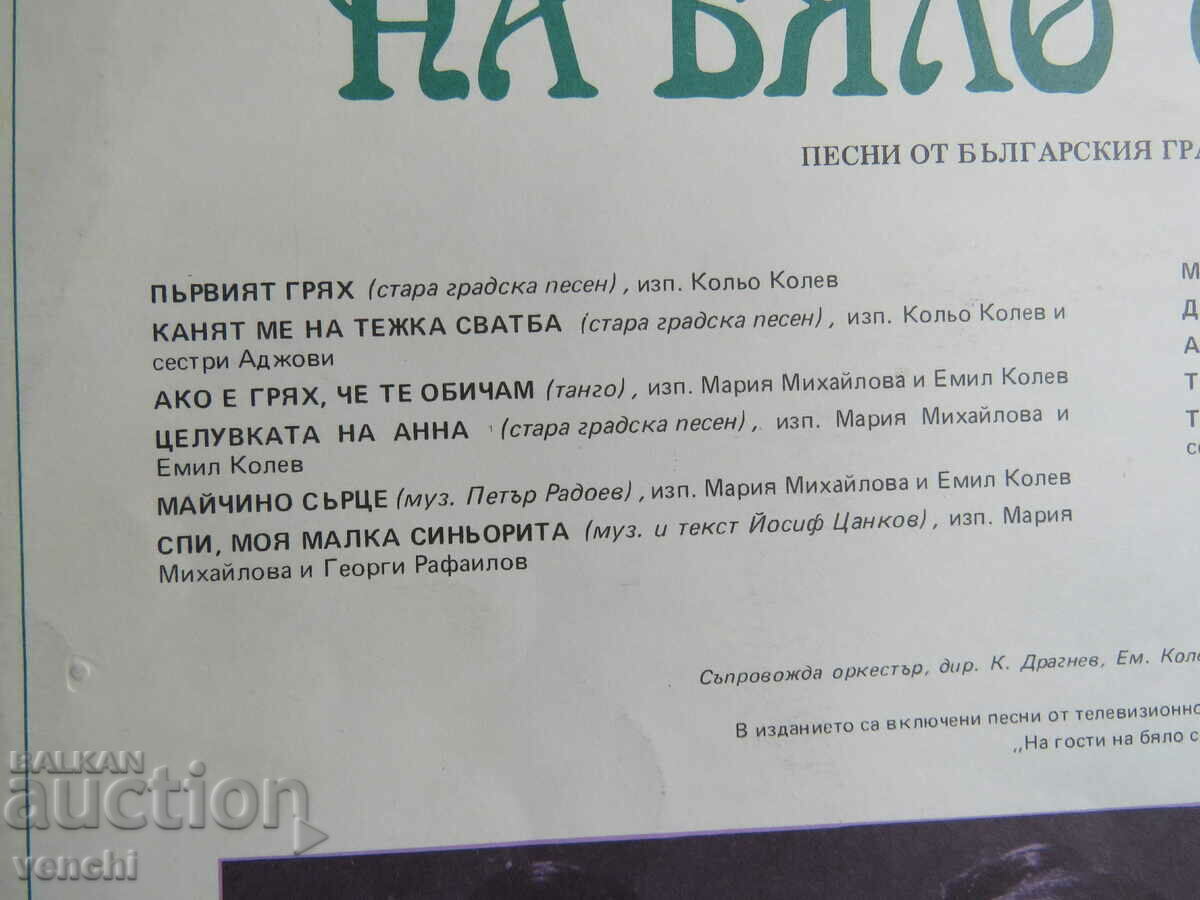 НА БЯЛО
ПЕСНИ ОТ БЪЛГАРСКИЯ ГРА
ПЪРВИЯТ ГРЯХ (стара градска песен), изп. Кольо Колев
КАНЯТ МЕ НА ТЕЖКА СВАТБА (стара градска песен), изп. Кольо Колев и
сестри Аджови
АКО Е ГРЯХ, ЧЕ ТЕ ОБИЧАМ (танго), изп. Мария Михайлова и Емил Колев
ЦЕЛУВКАТА НА АННА (стара градска песен), изп. Мария Михайлова и
Емил Колев
МАЙЧИНО СЪРЦЕ (муз. Петър Радоев), изп. Мария Михайлова и Емил Колев
СПИ, МОЯ МАЛКА СИНЬОРИТА (муз. и текст Йосиф Цанков), изп. Мария
Михайлова и Георги Рафаилов
М
Д
А
Т
Т
се
Съпровожда оркестър, дир. К. Драгнев, Ем. Коле
В изданието са включени песни от телевизионно
„На гости на бяло с
BALKAN
auction
venchi